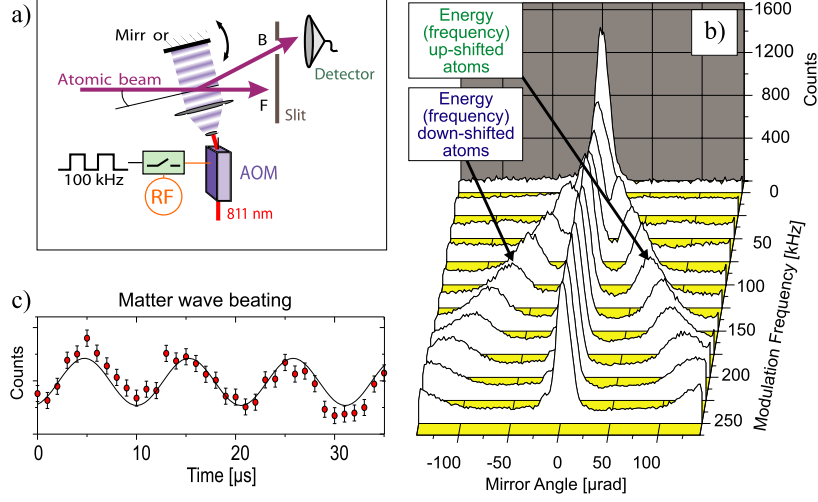 a)
Mirr or
B
Atomic beam
Detector
F
Slit
100 kHz
RF
AOM
811 nm
b)
Energy
(frequency)
up-shifted
atoms
Energy
(frequency)
down-shifted
atoms
1600
1200
800
400
0
Counts
0
50
100
150
200
250
Modulation Frequency [kHz]
-100
-50
0
50
100
Mirror Angle [µrad]
c)
Matter wave beating
Counts
0
10
20
30
Time [µs]